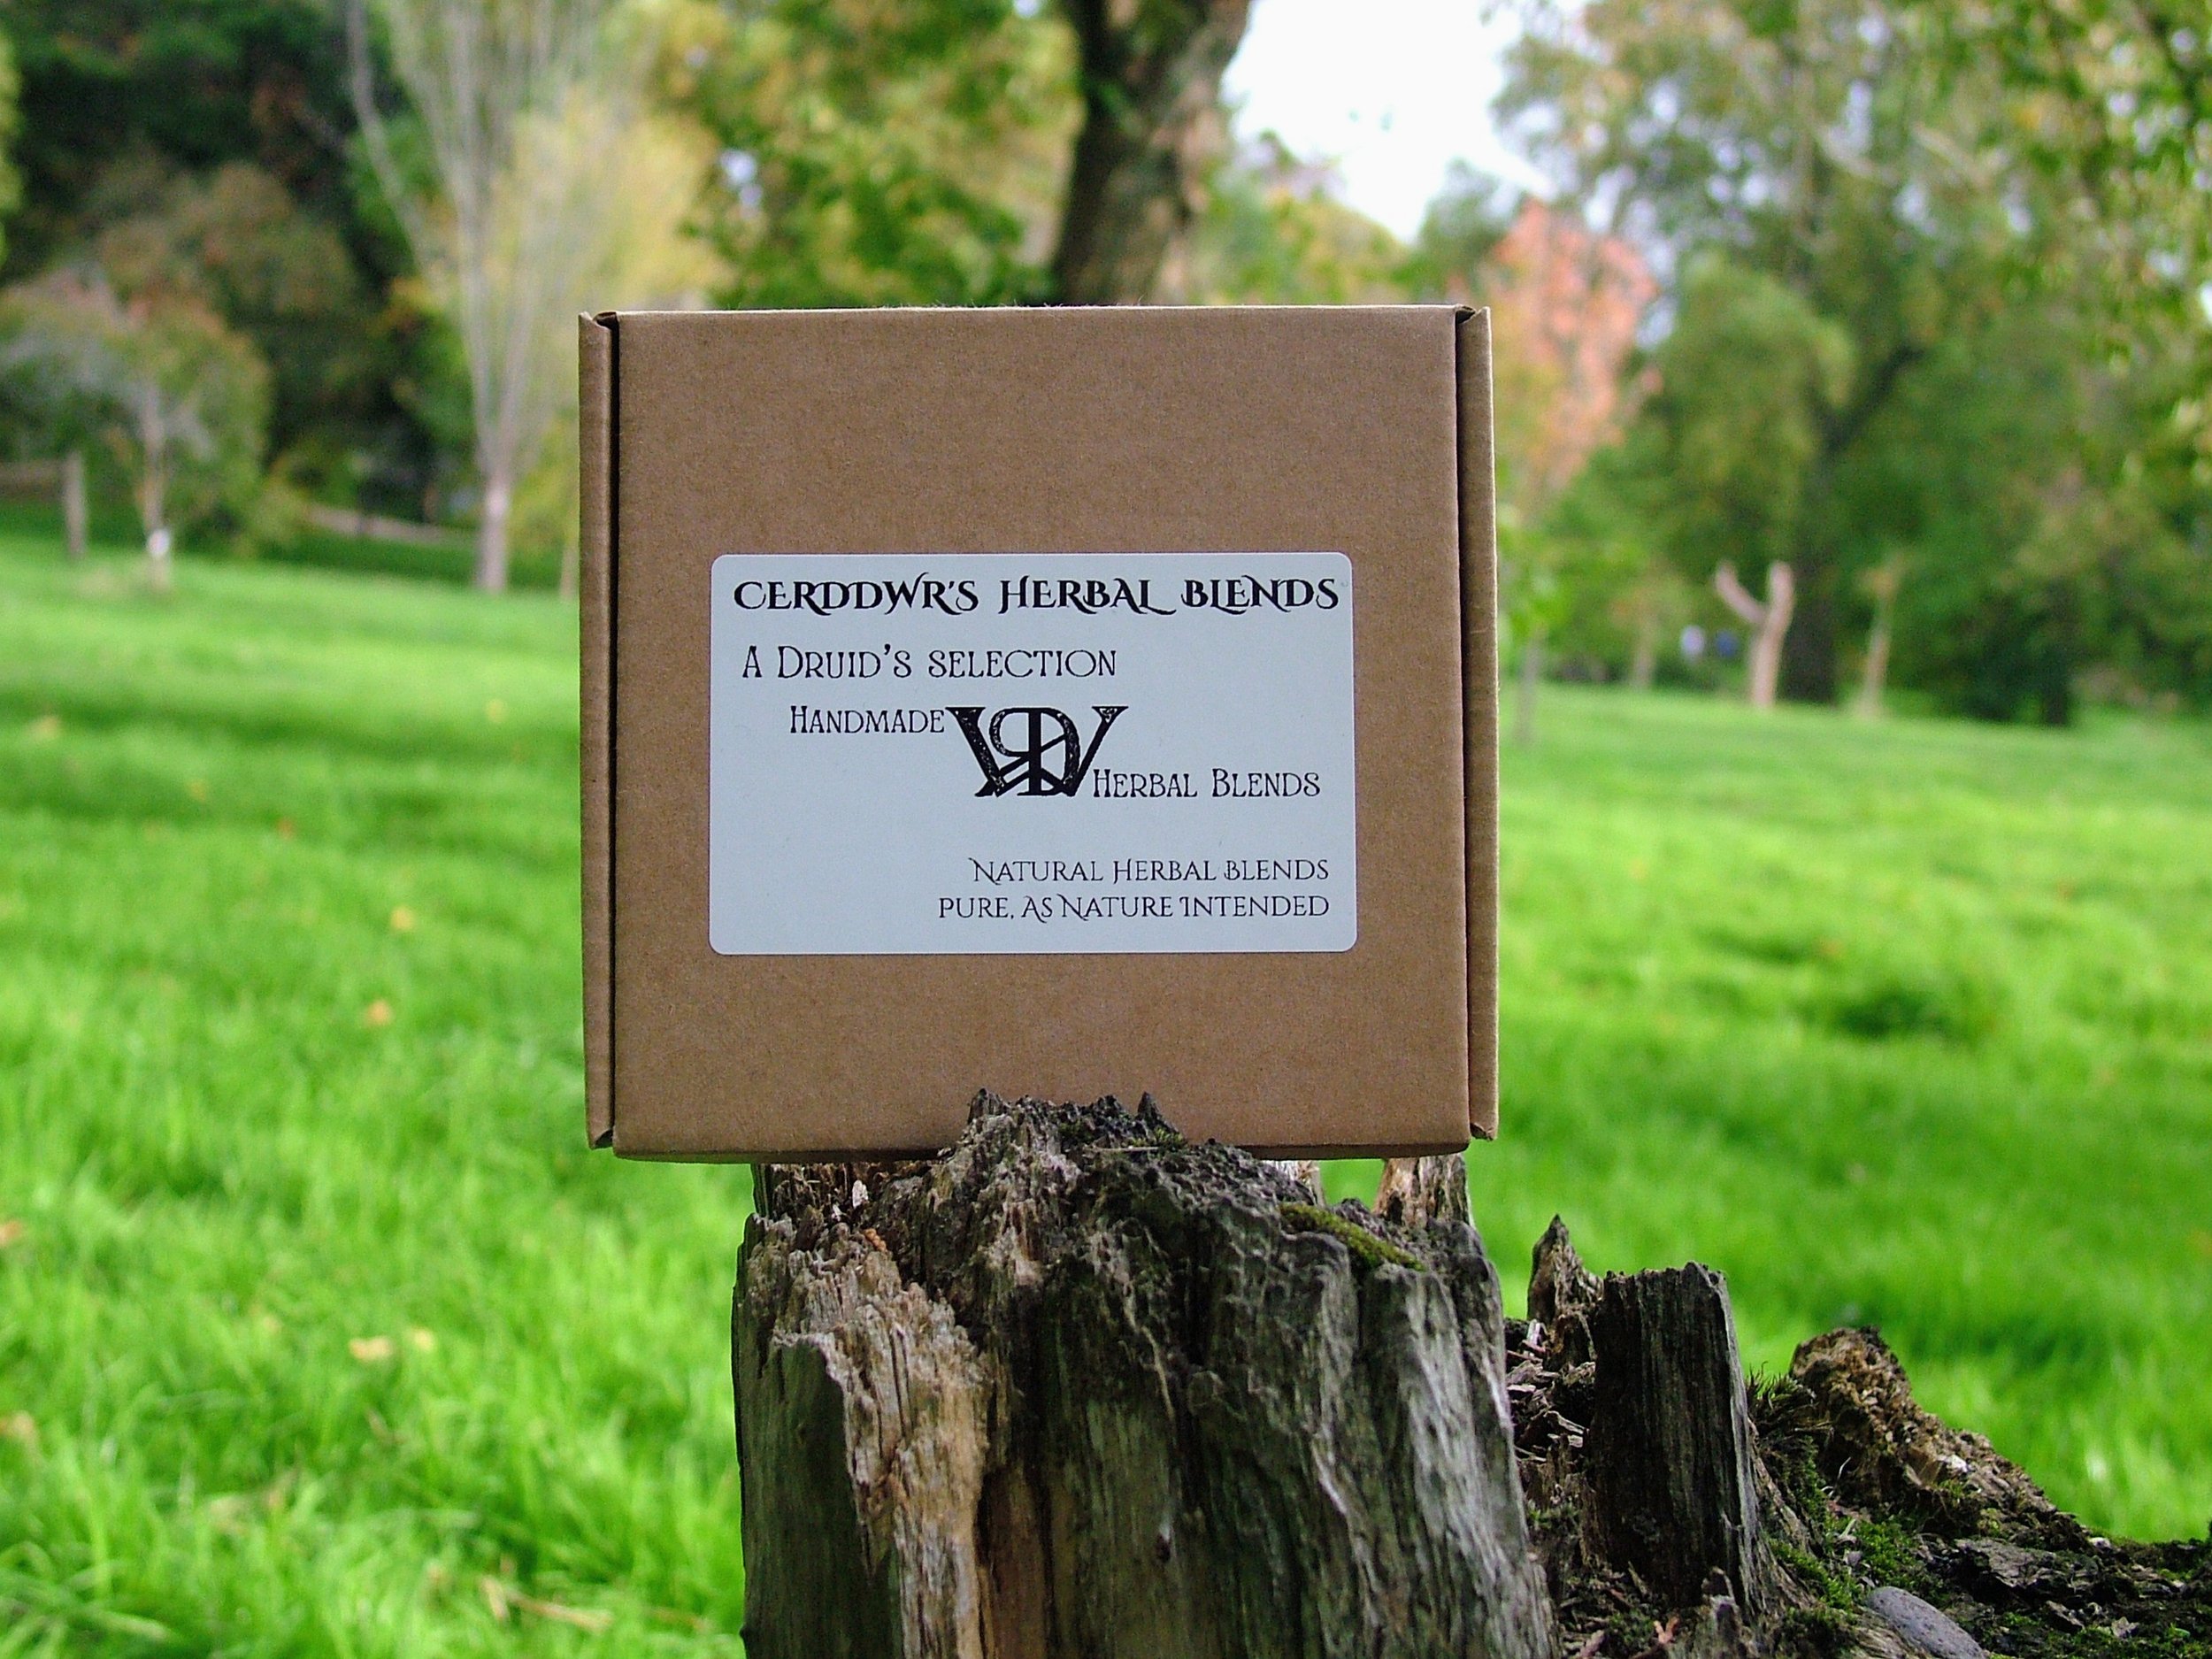 Cerddwr's Herbal Blends
A Druid's selection
Handmade
Herbal Blends
Natural Herbal Blends
Pure, As Nature Intended